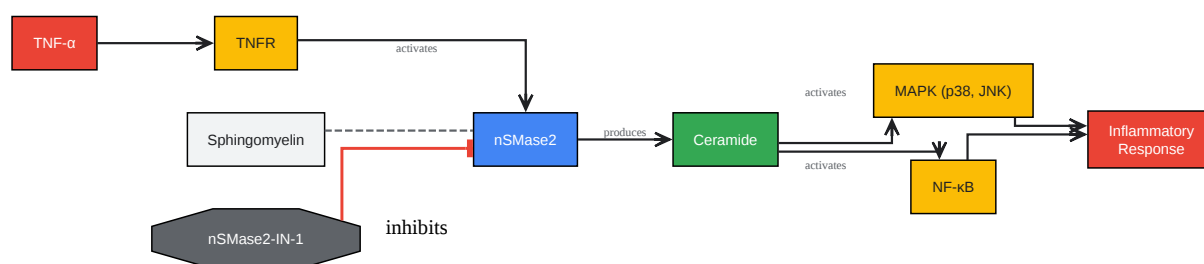 TNF-α
TNFR
activates
Sphingomyelin
nSMase2
produces
Ceramide
activates
MAPK (p38, JNK)
activates
NF-κB
Inflammatory
Response
nSMase2-IN-1
inhibits